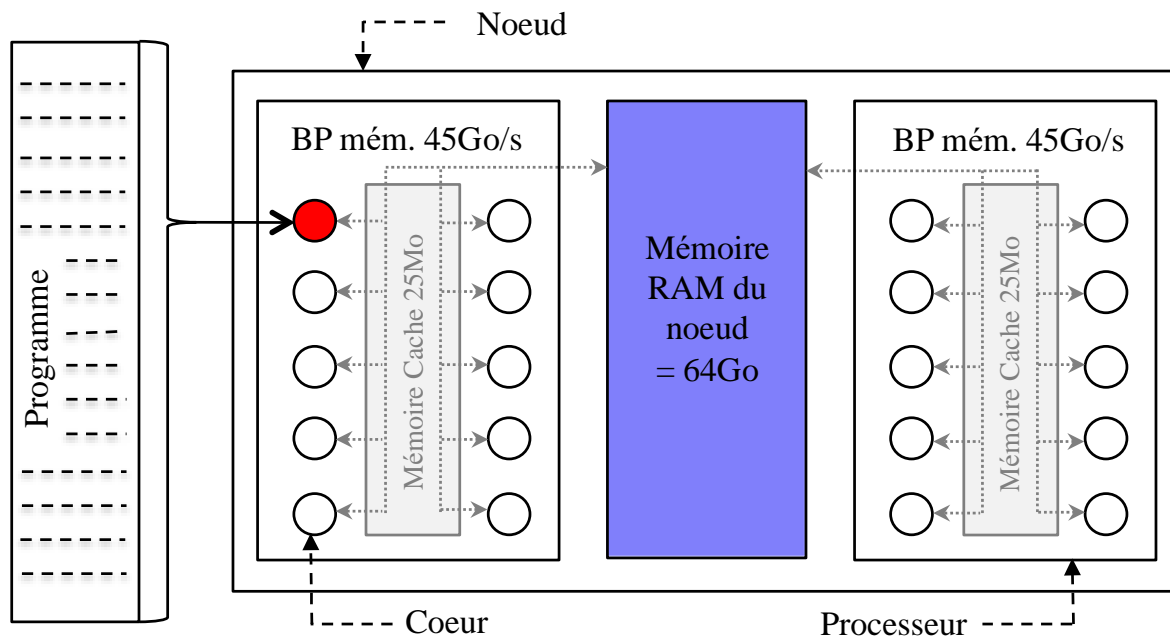 Noeud
Programme
BP mém. 45Go/s
Mémoire Cache 25Mo
Mémoire
RAM du
noeud
= 64Go
BP mém. 45Go/s
Mémoire Cache 25Mo
Coeur
Processeur